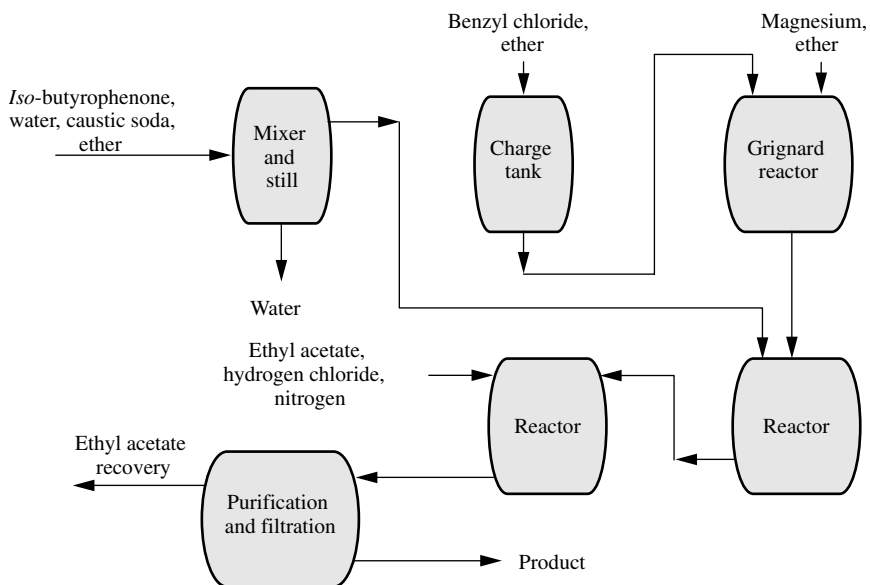 Benzyl chloride,
ether
Magnesium,
ether
Iso-butyrophenone,
water, caustic soda,
ether
Mixer
and
still
Charge
tank
Grignard
reactor
Water
Ethyl acetate,
hydrogen chloride,
nitrogen
Reactor
Reactor
Ethyl acetate
recovery
Purification
and filtration
Product